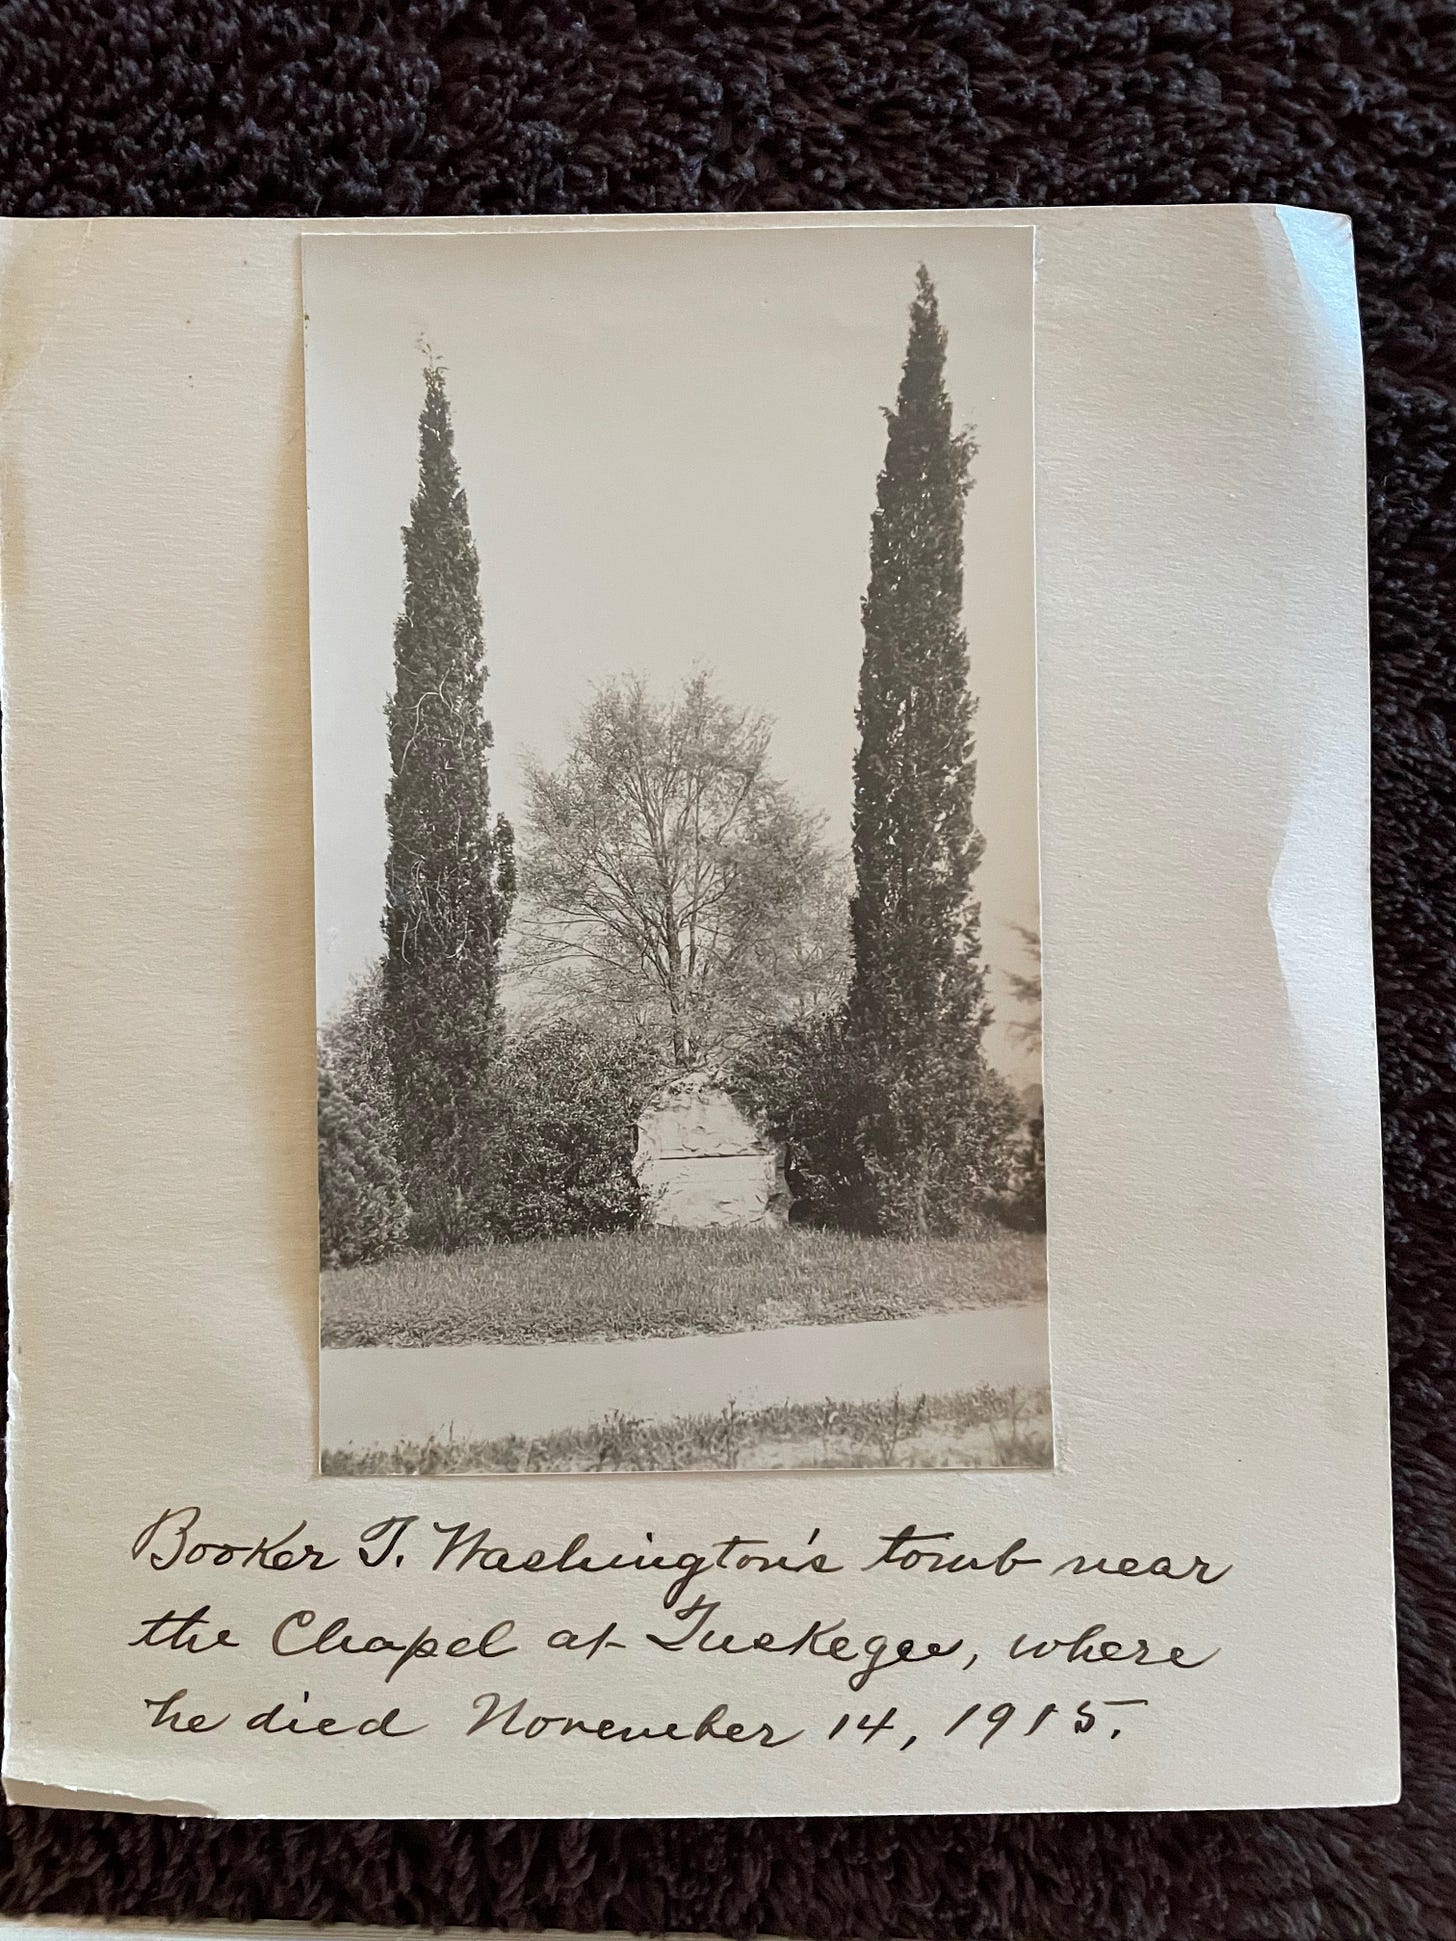 Booker T. Washington's tomb near
the Chapel at Tuskegee, where
he died November 14, 1915.